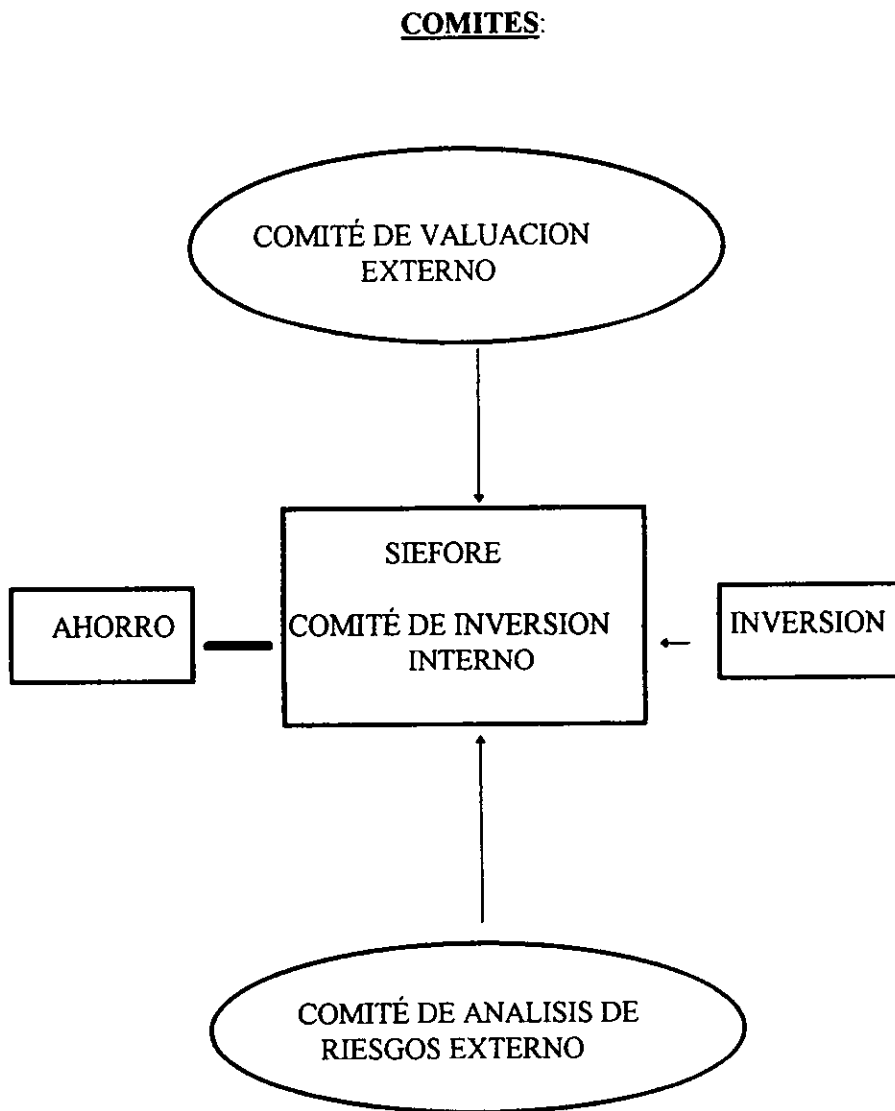 COMITES:
COMITÉ DE VALUACION
EXTERNO
SIEFORE
AHORRO
COMITÉ DE INVERSION
INTERNO
INVERSION
COMITÉ DE ANALISIS DE
RIESGOS EXTERNO